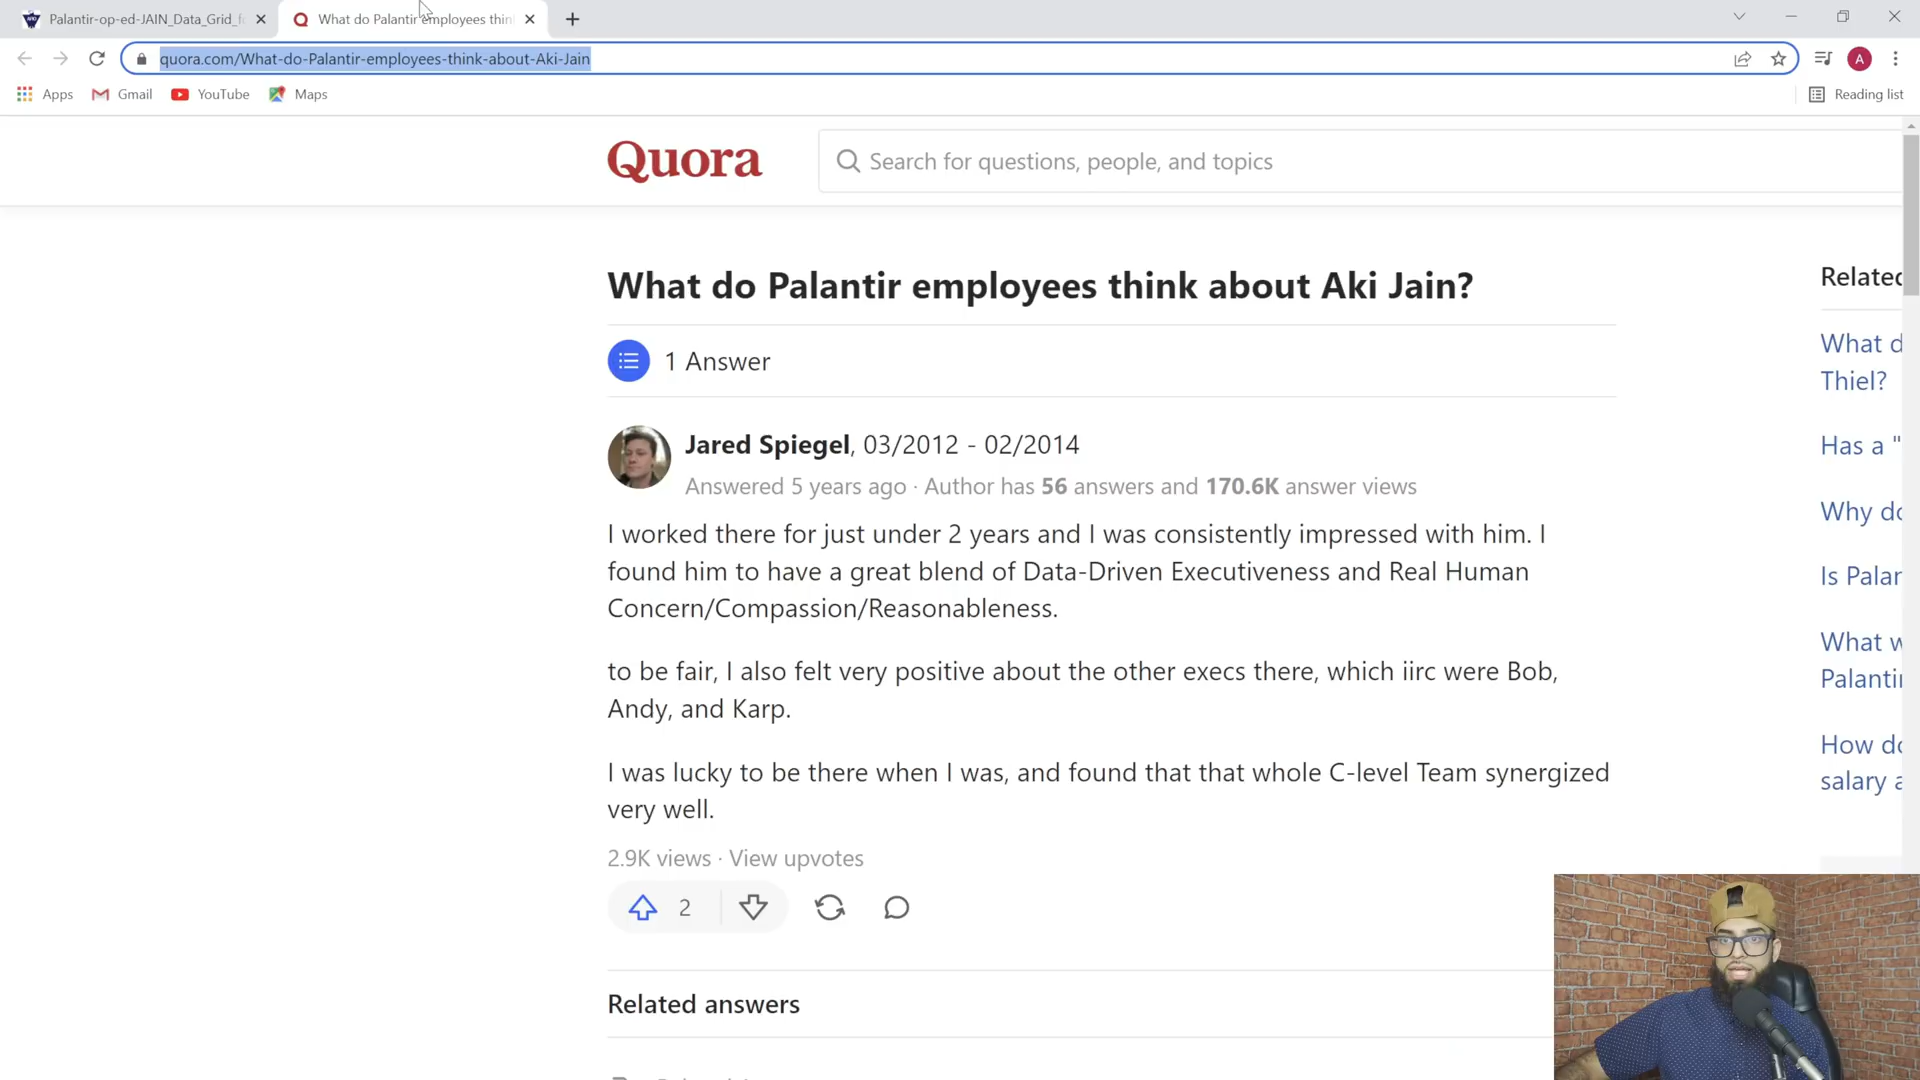 Palantir-op-ed-JAIN_Data_Grid_f
What do Palantir employees thin
quora.com/What-do-Palantir-employees-think-about-Aki-Jain
A
Apps
Gmail
YouTube
Maps
Reading list
Quora
Search for questions, people, and topics
What do Palantir employees think about Aki Jain?
1 Answer
Jared Spiegel, 03/2012 - 02/2014
Answered 5 years ago · Author has 56 answers and 170.6K answer views
I worked there for just under 2 years and I was consistently impressed with him. I
found him to have a great blend of Data-Driven Executiveness and Real Human
Concern/Compassion/Reasonableness.
to be fair, I also felt very positive about the other execs there, which iirc were Bob,
Andy, and Karp.
I was lucky to be there when I was, and found that that whole C-level Team synergized
very well.
2.9K views · View upvotes
2
Related answers
Related
What d
Thiel?
Has a "
Why do
Is Palan
What w
Palantir
How do
salary a